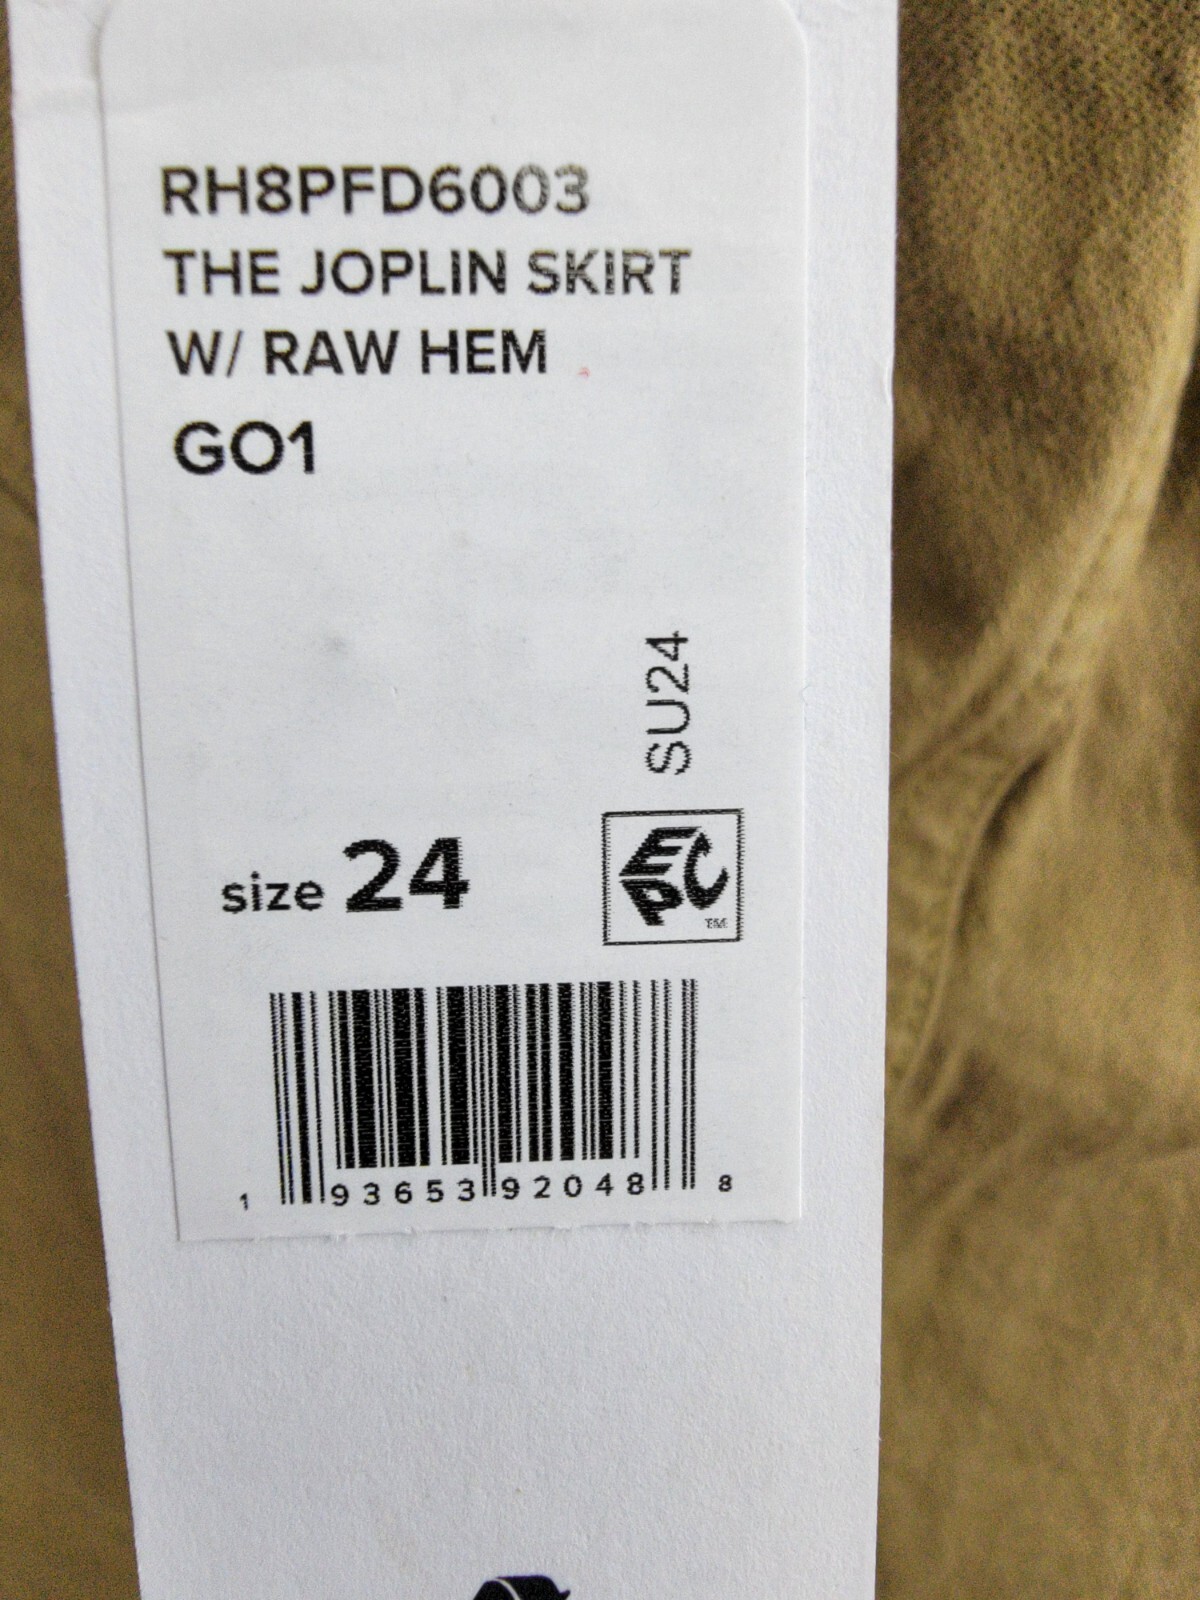 RH8PFD6003
THE JOPLIN SKIRT
W/ RAW HEM
GO1
SU24
size 24
EPC
TM
1 93653 92048 8